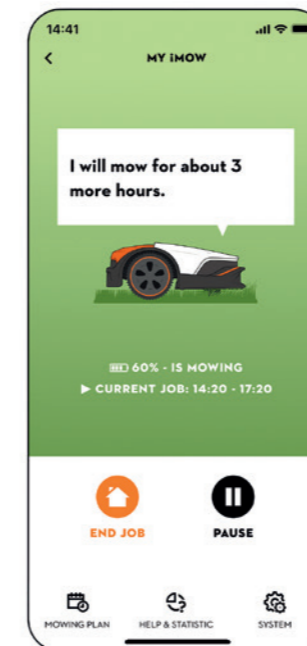 14:41
MY iMOW
I will mow for about 3
more hours.
60% - IS MOWING
CURRENT JOB: 14:20 - 17:20
END JOB
PAUSE
MOWING PLAN
HELP & STATISTIC
SYSTEM